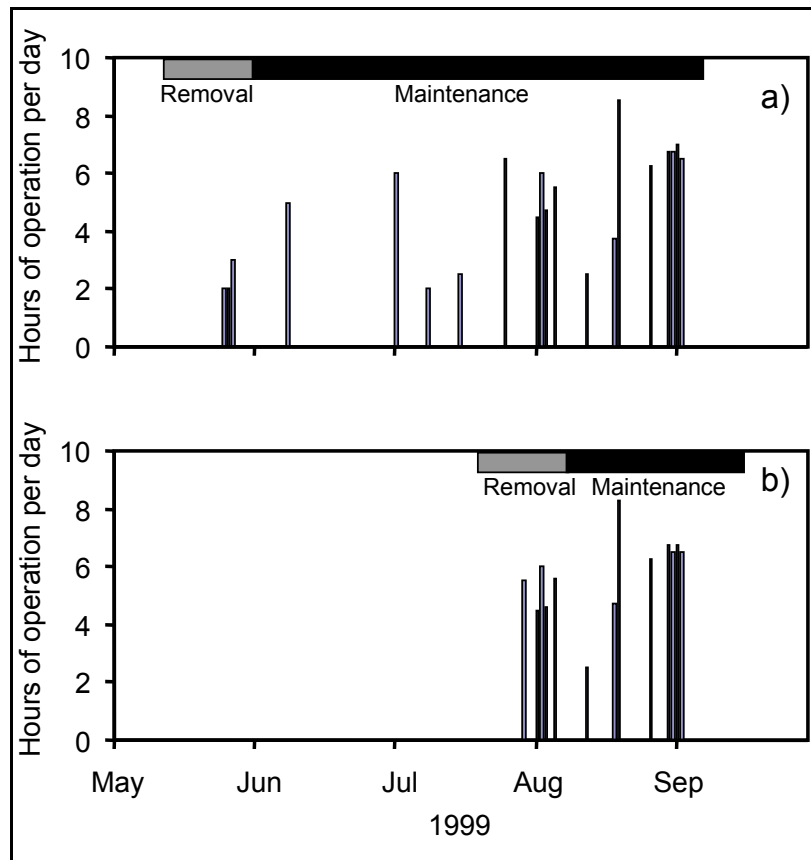 Hours of operation per day
10
8
6
4
2
0
Removal
Maintenance
a)
Hours of operation per day
10
8
6
4
2
0
Removal
Maintenance
b)
May Jun Jul Aug Sep
1999